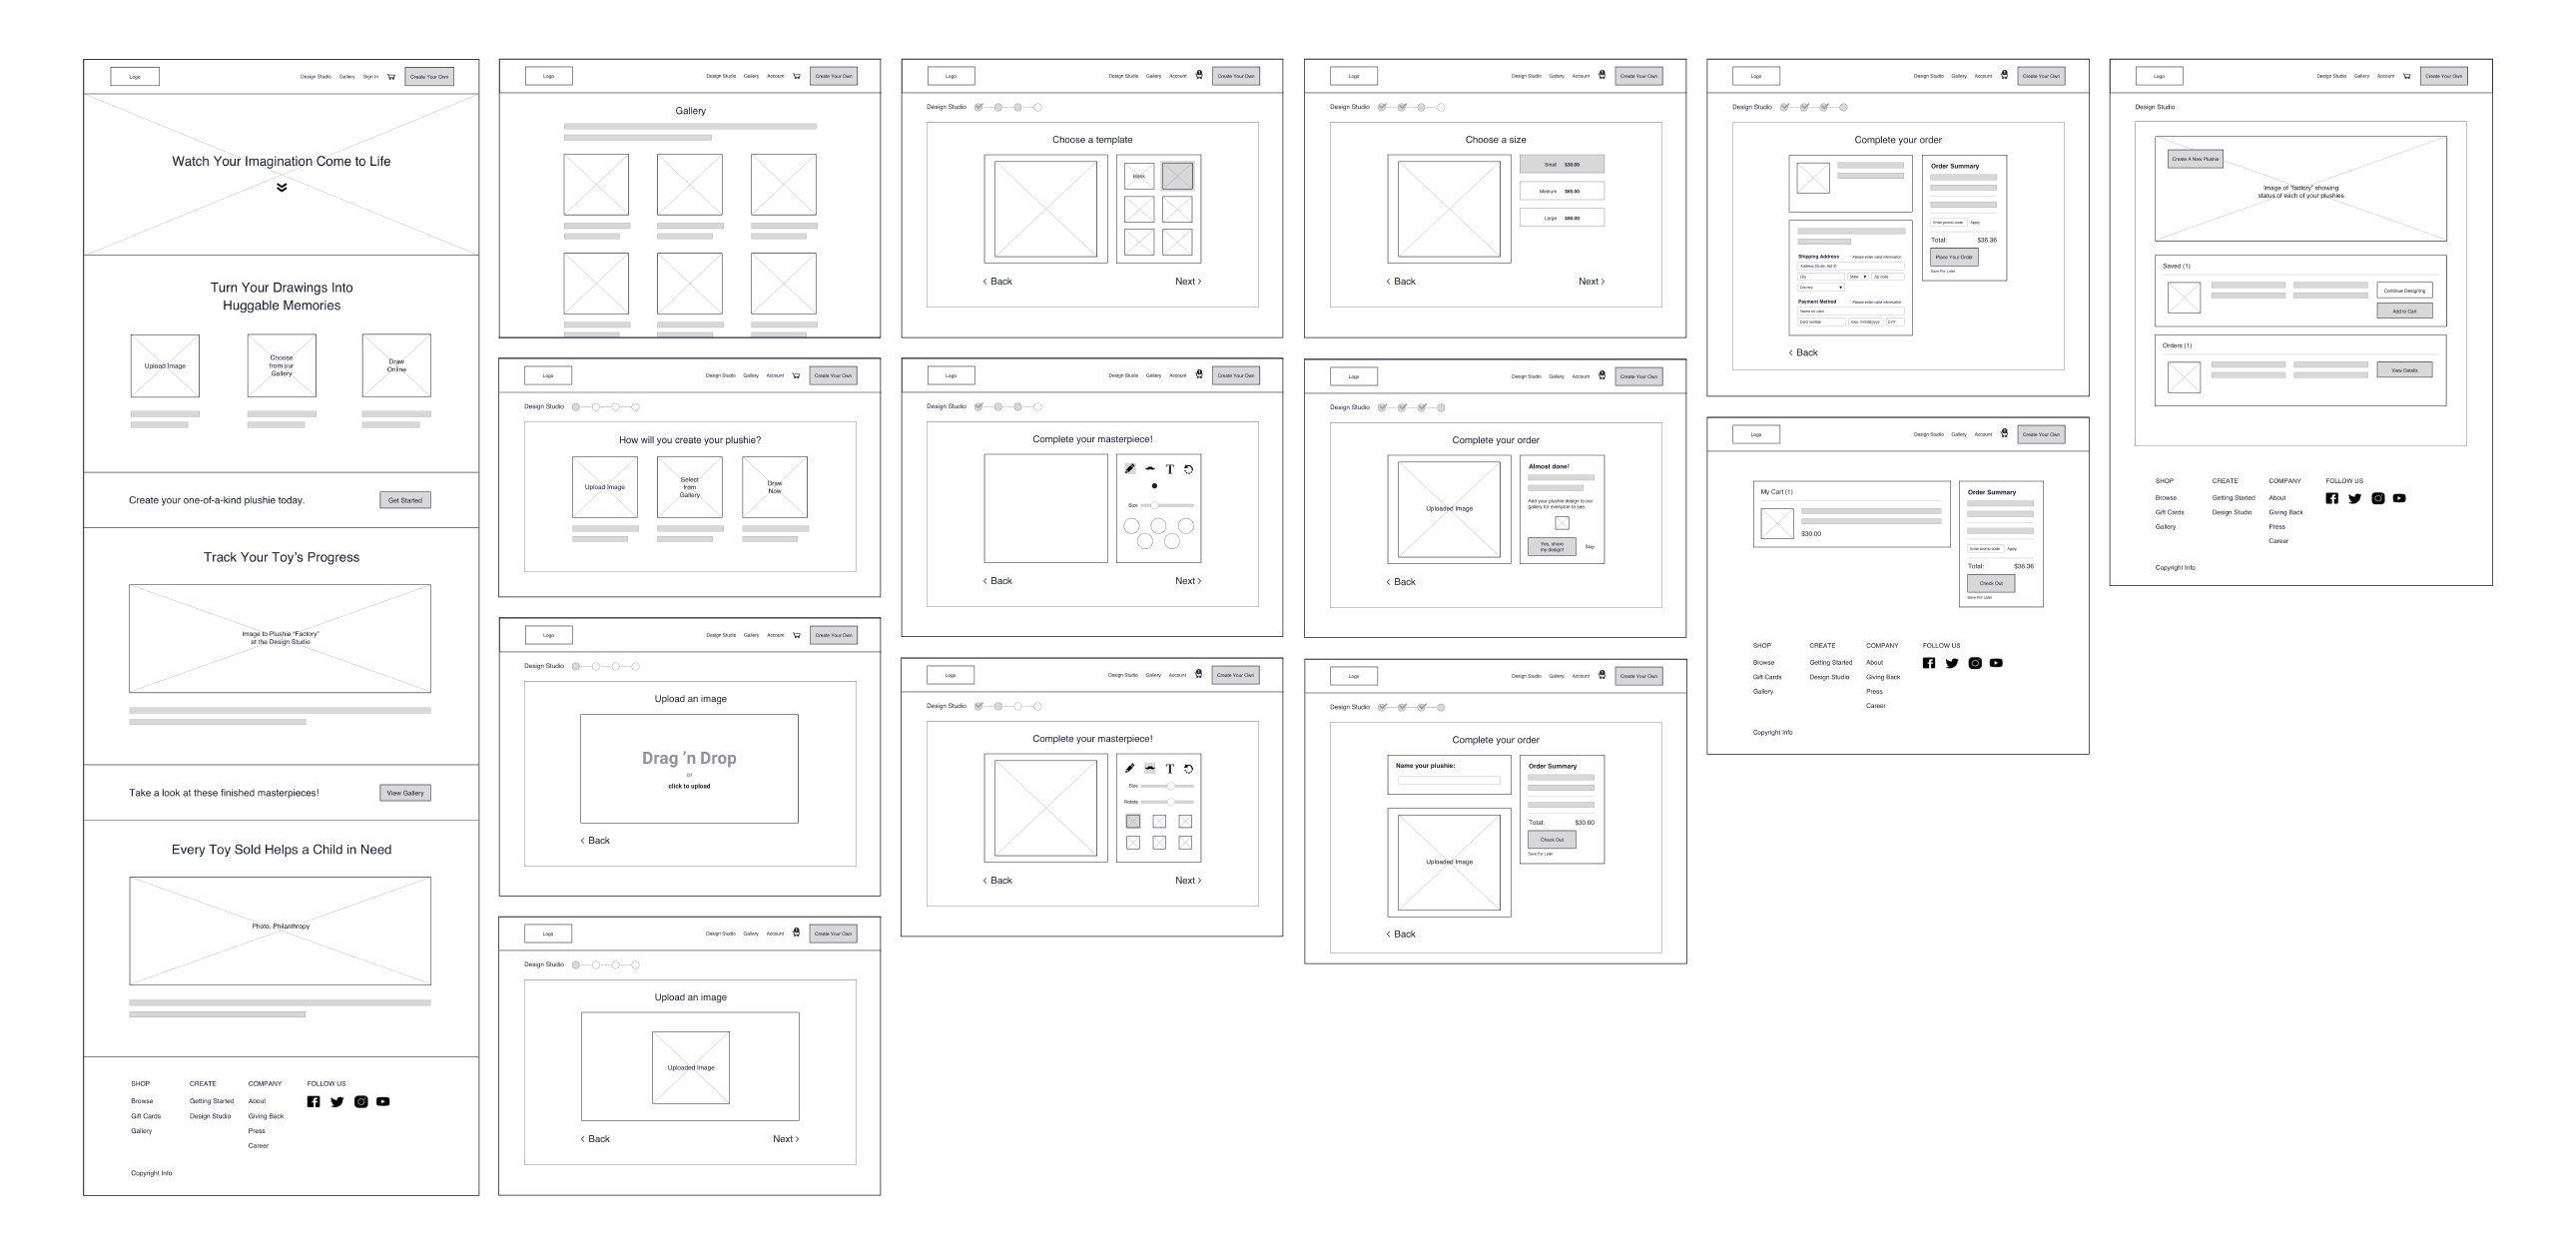 Logo
Design Studio Gallery Sign In Create Your Own
Watch Your Imagination Come to Life
Turn Your Drawings Into
Huggable Memories
Upload Image
Choose
from our
Gallery
Draw
Online
Create your one-of-a-kind plushie today.
Get Started
Track Your Toy’s Progress
Image to Plushie “Factory”
at the Design Studio
Take a look at these finished masterpieces!
View Gallery
Every Toy Sold Helps a Child in Need
Photo, Philanthropy
SHOP CREATE COMPANY FOLLOW US
Browse Getting Started About
Gift Cards Design Studio Giving Back
Gallery Press
Career
Copyright Info
Logo
Design Studio Gallery Account Create Your Own
Gallery
Logo
Design Studio Gallery Account Create Your Own
Design Studio
How will you create your plushie?
Upload Image
Select
from
Gallery
Draw
Now
Logo
Design Studio Gallery Account Create Your Own
Design Studio
Upload an image
Drag ’n Drop
or
click to upload
< Back
Logo
Design Studio Gallery Account Create Your Own
Design Studio
Upload an image
Uploaded Image
< Back Next >
Logo
Design Studio Gallery Account Create Your Own
Design Studio
Choose a template
< Back Next >
Logo
Design Studio Gallery Account Create Your Own
Design Studio
Complete your masterpiece!
T
Size
< Back Next >
Logo
Design Studio Gallery Account Create Your Own
Design Studio
Complete your masterpiece!
T
Size
Rotate
< Back Next >
Logo
Design Studio Gallery Account Create Your Own
Design Studio
Choose a size
Small $30.00
Medium
Large
< Back Next >
Logo
Design Studio Gallery Account Create Your Own
Design Studio
Complete your order
Uploaded Image
Almost done!
Add your plushie design to our
gallery for everyone to see.
Yes, share
my design!
Skip
< Back
Logo
Design Studio Gallery Account Create Your Own
Design Studio
Complete your order
Name your plushie:
Uploaded Image
Order Summary
Total: $30.00
Check Out
Save For Later
< Back
Logo
Design Studio Gallery Account Create Your Own
Design Studio
Complete your order
Shipping Address * Please enter valid information.
City State Zip code
Country
Payment Method * Please enter valid information.
Name on card
Card number CVV
Order Summary
Enter promo code Apply
Total: $36.36
Place Your Order
Save For Later
< Back
Logo
Design Studio Gallery Account Create Your Own
My Cart (1)
$30.00
Order Summary
Enter promo code Apply
Total: $36.36
Check Out
Save For Later
SHOP CREATE COMPANY FOLLOW US
Browse Getting Started About
Gift Cards Design Studio Giving Back
Gallery Press
Career
Copyright Info
Logo
Design Studio Gallery Account Create Your Own
Design Studio
Create A New Plushie
Image of “factory” showing
status of each of your plushies
Saved (1)
Continue Designing
Add to Cart
Orders (1)
View Details
SHOP CREATE COMPANY FOLLOW US
Browse Getting Started About
Gift Cards Design Studio Giving Back
Gallery Press
Career
Copyright Info